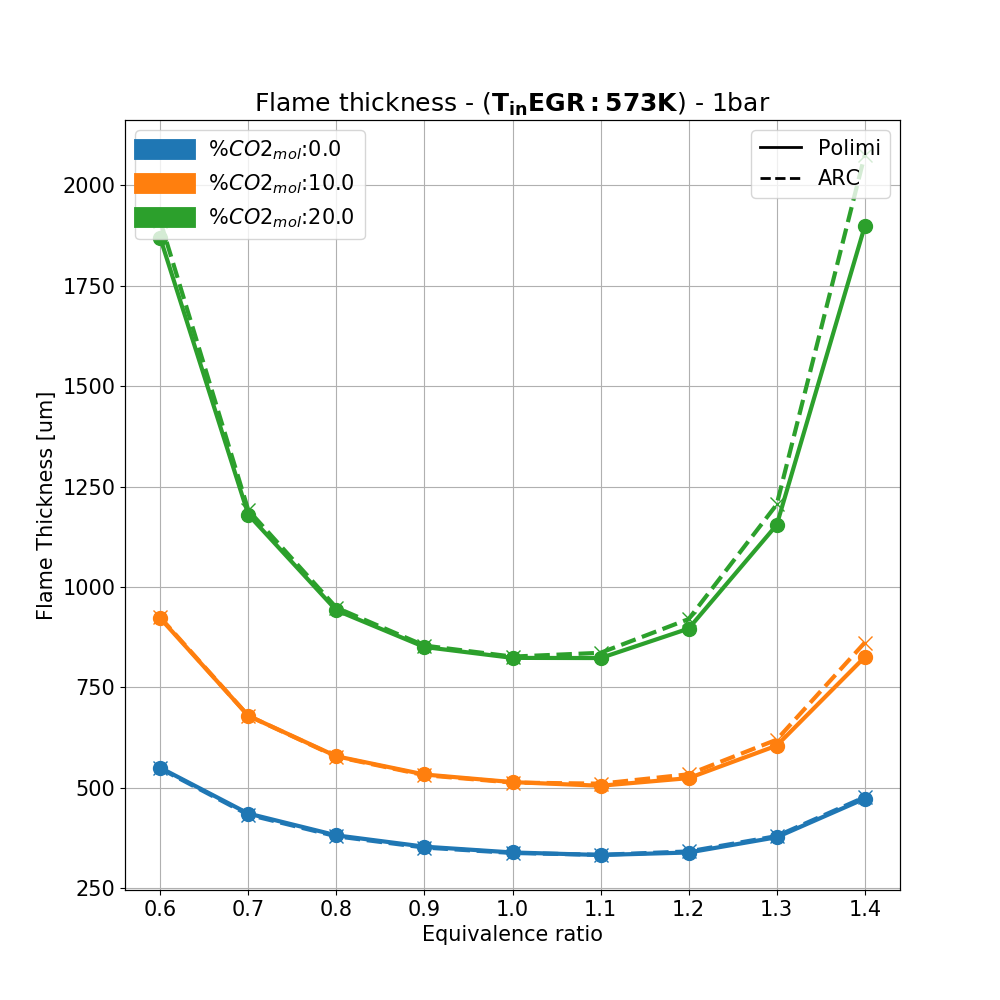 Flame thickness - (T_in EGR : 573K) - 1bar
%CO2_mol:0.0
%CO2_mol:10.0
%CO2_mol:20.0
Polimi
ARC
Flame Thickness [um]
2000
1750
1500
1250
1000
750
500
250
0.6 0.7 0.8 0.9 1.0 1.1 1.2 1.3 1.4
Equivalence ratio